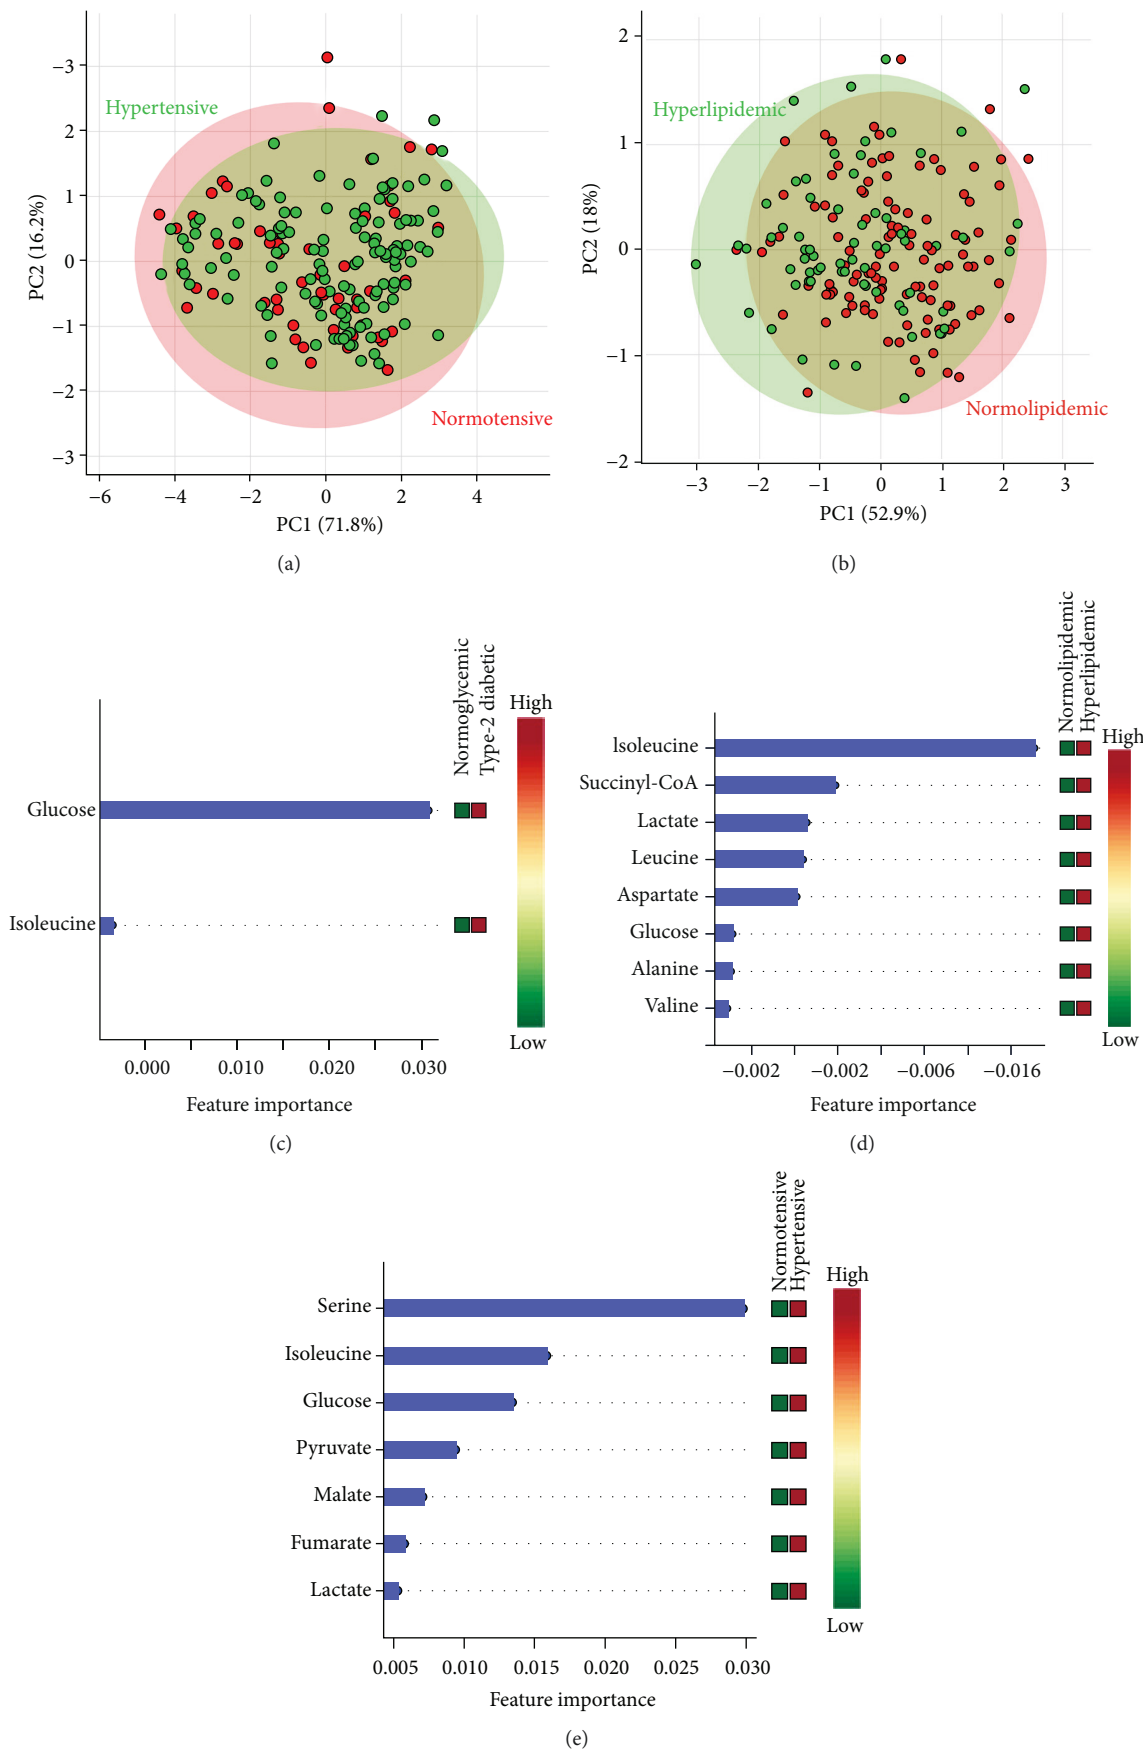 Hypertensive
Normotensive
−3
2
1
0
−1
−2
−3
PC2 (16.2%)
−6 −4 −2 0 2 4
PC1 (71.8%)
(a)
Hyperlipidemic
Normolipidemic
2
1
0
−1
−2
PC2 (18%)
−3 −2 −1 0 1 2 3
PC1 (52.9%)
(b)
Normoglycemic
Type-2 diabetic
High
Low
Glucose
Isoleucine
0.000 0.010 0.020 0.030
Feature importance
(c)
Normolipidemic
Hyperlipidemic
High
Low
Isoleucine
Succinyl-CoA
Lactate
Leucine
Aspartate
Glucose
Alanine
Valine
−0.002 −0.002 −0.006 −0.016
Feature importance
(d)
Normotensive
Hypertensive
High
Low
Serine
Isoleucine
Glucose
Pyruvate
Malate
Fumarate
Lactate
0.005 0.010 0.015 0.020 0.025 0.030
Feature importance
(e)